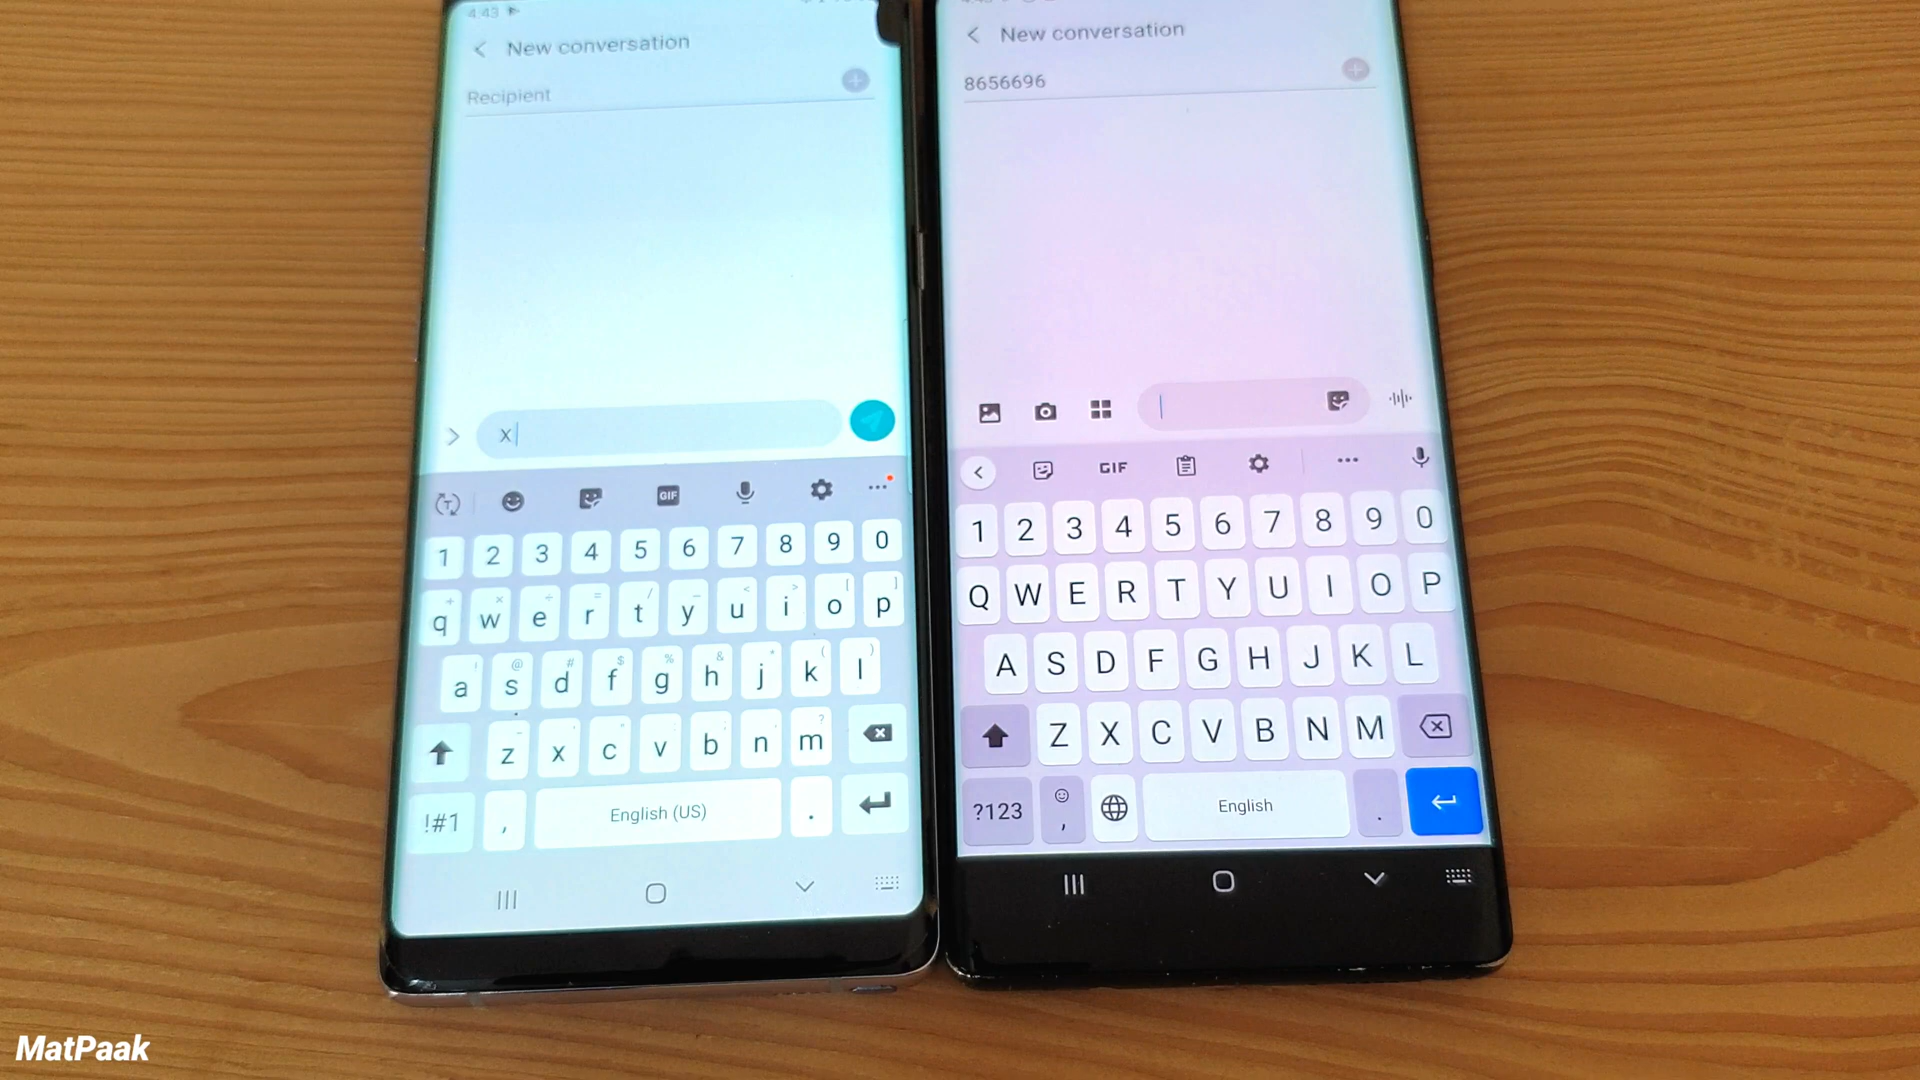 4:43
New conversation
Recipient
x
GIF
1 2 3 4 5 6 7 8 9 0
q w e r t y u i o p
a s d f g h j k l
z x c v b n m
!#1 , English (US) .
New conversation
8656696
GIF
1 2 3 4 5 6 7 8 9 0
Q W E R T Y U I O P
A S D F G H J K L
Z X C V B N M
?123 , English .
MatPaak